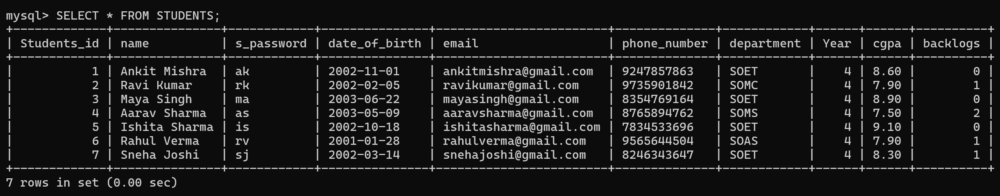 mysql> SELECT * FROM STUDENTS;
+-------------+---------------+------------+---------------+------------------------+--------------+------------+------+------+----------+
| Students_id | name          | s_password | date_of_birth | email                  | phone_number | department | Year | cgpa | backlogs |
+-------------+---------------+------------+---------------+------------------------+--------------+------------+------+------+----------+
|           1 | Ankit Mishra  | ak         | 2002-11-01    | ankitmishra@gmail.com  | 9247857863   | SOET       |    4 | 8.60 |        0 |
|           2 | Ravi Kumar    | rk         | 2002-02-05    | ravikumar@gmail.com    | 9735901842   | SOMC       |    4 | 7.90 |        1 |
|           3 | Maya Singh    | ma         | 2003-06-22    | mayasingh@gmail.com    | 8354769164   | SOET       |    4 | 8.90 |        0 |
|           4 | Aarav Sharma  | as         | 2003-05-09    | aaravsharma@gmail.com  | 8765894762   | SOMS       |    4 | 7.50 |        2 |
|           5 | Ishita Sharma | is         | 2002-10-18    | ishitasharma@gmail.com | 7834533696   | SOET       |    4 | 9.10 |        0 |
|           6 | Rahul Verma   | rv         | 2001-01-28    | rahulverma@gmail.com   | 9565644504   | SOAS       |    4 | 7.90 |        1 |
|           7 | Sneha Joshi   | sj         | 2002-03-14    | snehajoshi@gmail.com   | 8246343647   | SOET       |    4 | 8.30 |        1 |
+-------------+---------------+------------+---------------+------------------------+--------------+------------+------+------+----------+
7 rows in set (0.00 sec)